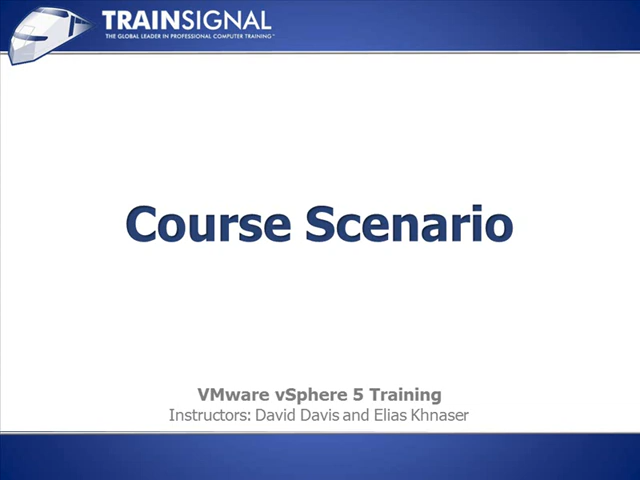 TRAINSIGNAL
THE GLOBAL LEADER IN PROFESSIONAL COMPUTER TRAINING
Course Scenario
VMware vSphere 5 Training
Instructors: David Davis and Elias Khnaser